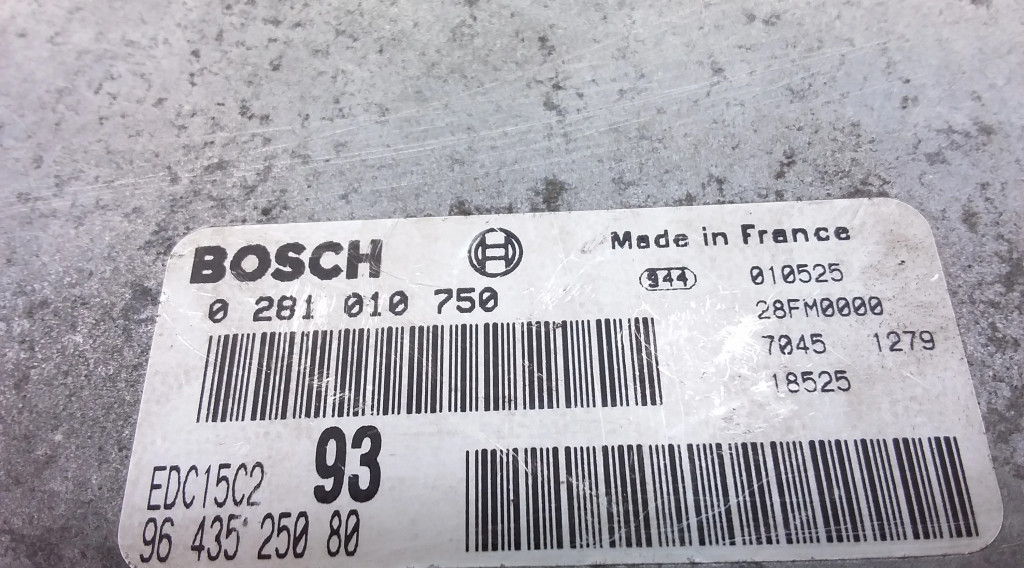 BOSCH
0 281 010 750
Made in France
944 010525
28FM0000
7045 1279
18525
93
EDC15C2
96 435 250 80